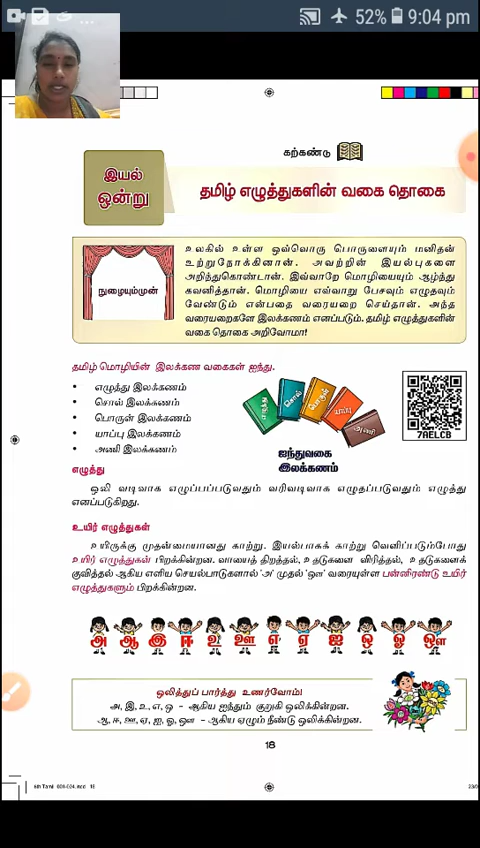 52% 9:04 pm
கற்கண்டு
இயல்
ஒன்று
தமிழ் எழுத்துகளின் வகை தொகை
நுழையும்முன்
உலகில் உள்ள ஒவ்வொரு பொருளையும் மனிதன்
உற்றுநோக்கினான். அவற்றின் இயல்புகளை
அறிந்துகொண்டான். இவ்வாறே மொழியையும் ஆழ்ந்து
கவனித்தான். மொழியை எவ்வாறு பேசவும் எழுதவும்
வேண்டும் என்பதை வரையறை செய்தான். அந்த
வரையறைகளே இலக்கணம் எனப்படும். தமிழ் எழுத்துகளின்
வகை தொகை அறிவோமா!
தமிழ் மொழியின் இலக்கண வகைகள் ஐந்து.
• எழுத்து இலக்கணம்
• சொல் இலக்கணம்
• பொருள் இலக்கணம்
• யாப்பு இலக்கணம்
• அணி இலக்கணம்
எழுத்து
சொல்
பொருள்
யாப்பு
அணி
ஐந்துவகை
இலக்கணம்
7AELCB
எழுத்து
ஒலி வடிவாக எழுப்பப்படுவதும் வரிவடிவாக எழுதப்படுவதும் எழுத்து
எனப்படுகிறது.
உயிர் எழுத்துகள்
உயிருக்கு முதன்மையானது காற்று. இயல்பாகக் காற்று வெளிப்படும்போது
உயிர் எழுத்துகள் பிறக்கின்றன. வாயைத் திறத்தல், உதடுகளை விரித்தல், உதடுகளைக்
குவித்தல் ஆகிய எளிய செயல்பாடுகளால் 'அ' முதல் 'ஔ' வரையுள்ள பன்னிரண்டு உயிர்
எழுத்துகளும் பிறக்கின்றன.
அ ஆ இ ஈ உ ஊ எ ஏ ஐ ஒ ஓ ஔ
ஒலித்துப் பார்த்து உணர்வோம்!
அ, இ, உ, எ, ஒ - ஆகிய ஐந்தும் குறுகி ஒலிக்கின்றன.
ஆ, ஈ, ஊ, ஏ, ஐ, ஓ, ஔ - ஆகிய ஏழும் நீண்டு ஒலிக்கின்றன.
18